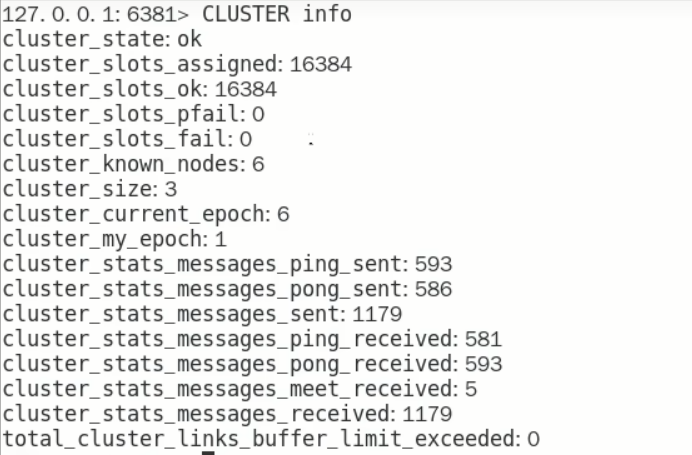 127.0.0.1:6381> CLUSTER info
cluster_state:ok
cluster_slots_assigned:16384
cluster_slots_ok:16384
cluster_slots_pfail:0
cluster_slots_fail:0
cluster_known_nodes:6
cluster_size:3
cluster_current_epoch:6
cluster_my_epoch:1
cluster_stats_messages_ping_sent:593
cluster_stats_messages_pong_sent:586
cluster_stats_messages_sent:1179
cluster_stats_messages_ping_received:581
cluster_stats_messages_pong_received:593
cluster_stats_messages_meet_received:5
cluster_stats_messages_received:1179
total_cluster_links_buffer_limit_exceeded:0